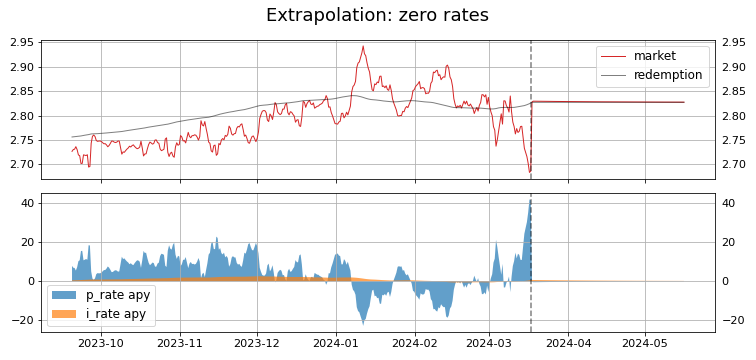 Extrapolation: zero rates
2.95 2.95
2.90 2.90
2.85 2.85
2.80 2.80
2.75 2.75
2.70 2.70
market
redemption
40 40
20 20
0 0
−20 −20
p_rate apy
i_rate apy
2023-10 2023-11 2023-12 2024-01 2024-02 2024-03 2024-04 2024-05